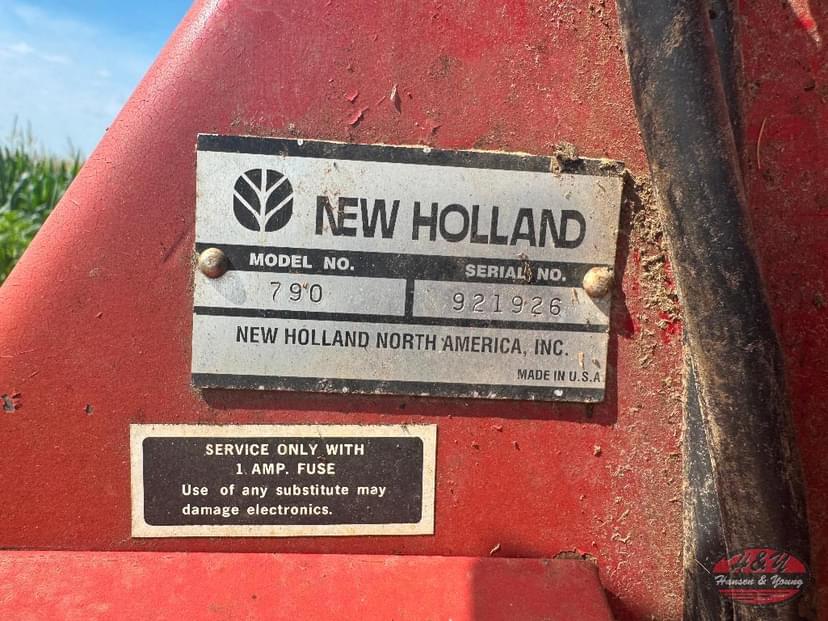 NEW HOLLAND
MODEL NO. SERIAL NO.
790 921926
NEW HOLLAND NORTH AMERICA, INC.
MADE IN U.S.A
SERVICE ONLY WITH
1 AMP. FUSE
Use of any substitute may
damage electronics.
H&Y
Hansen & Young